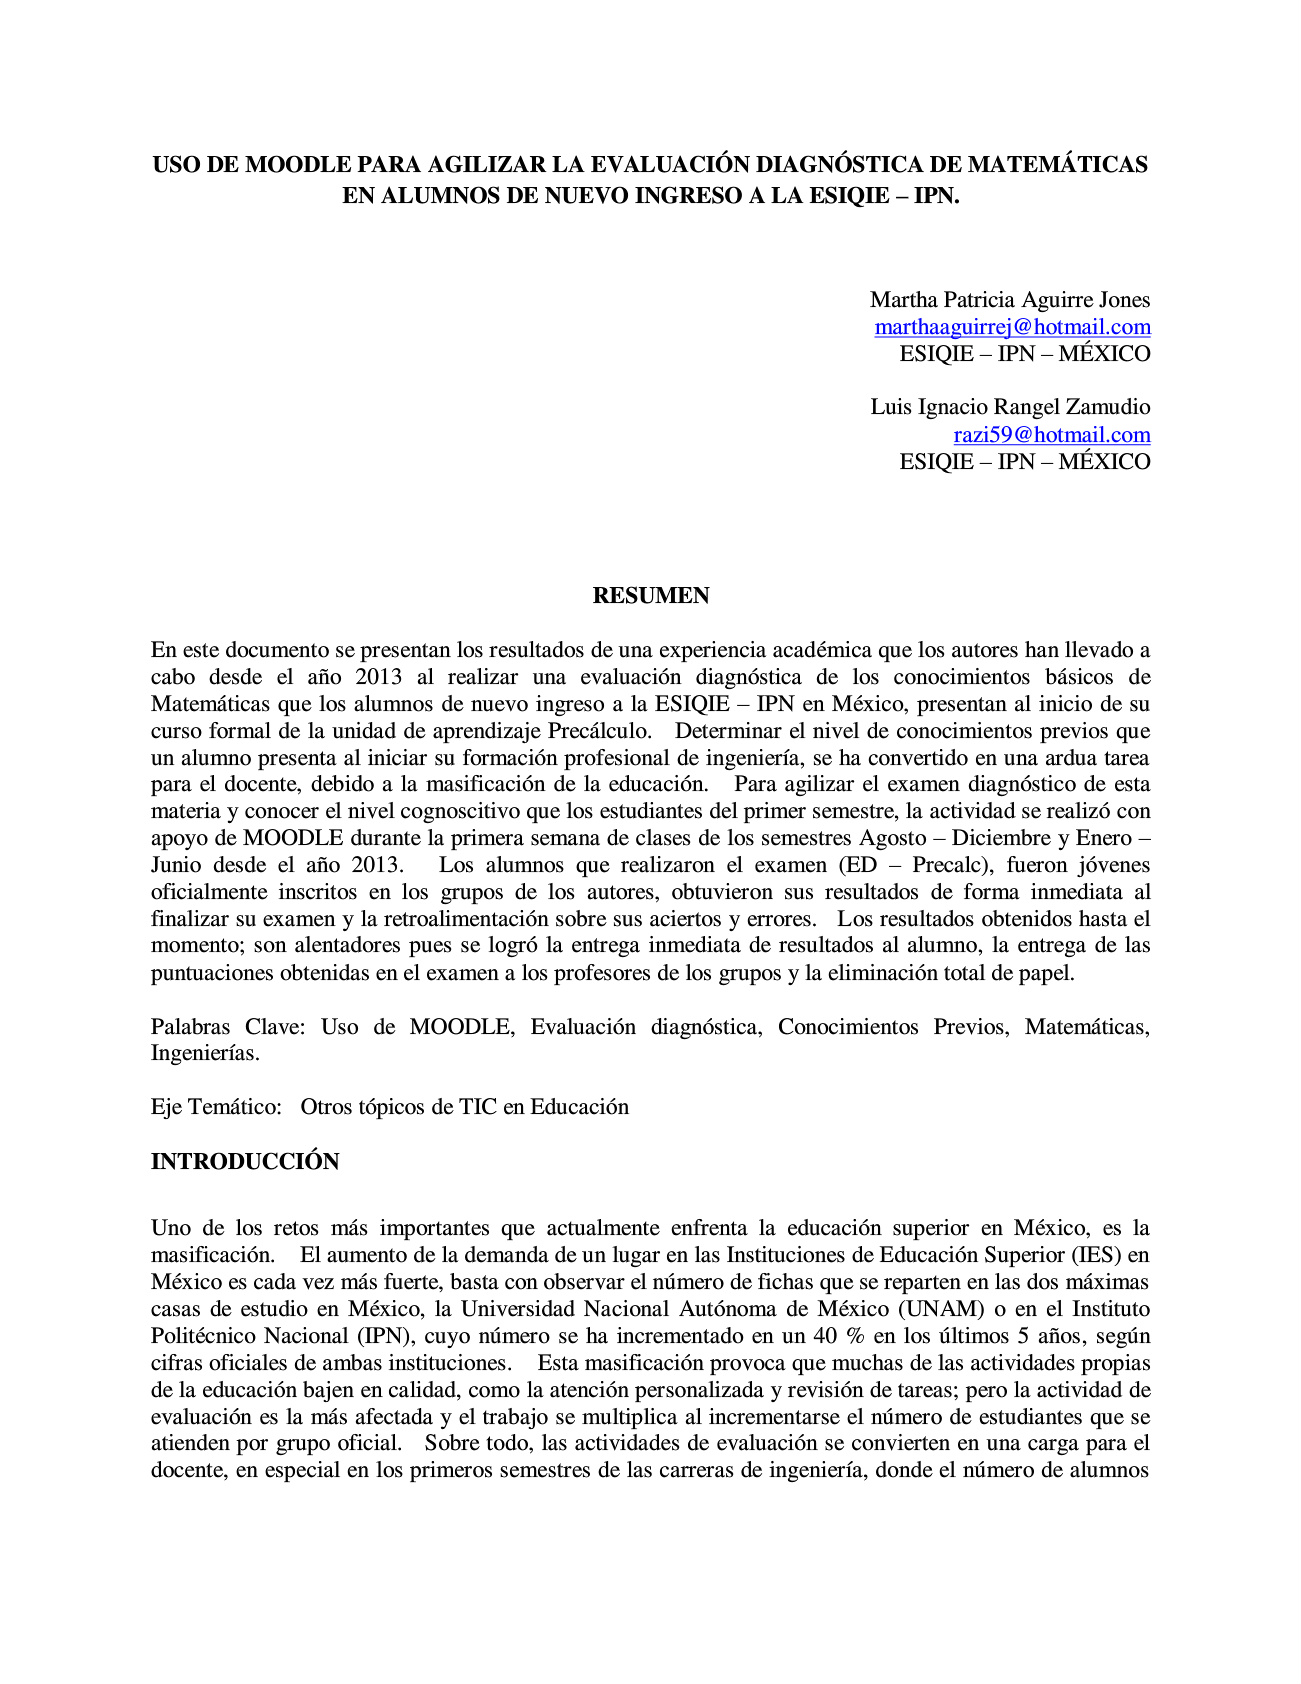 USO DE MOODLE PARA AGILIZAR LA EVALUACIÓN DIAGNÓSTICA DE MATEMÁTICAS
EN ALUMNOS DE NUEVO INGRESO A LA ESIQIE – IPN.
Martha Patricia Aguirre Jones
marthaaguirrej@hotmail.com
ESIQIE – IPN – MÉXICO
Luis Ignacio Rangel Zamudio
razi59@hotmail.com
ESIQIE – IPN – MÉXICO
RESUMEN
En este documento se presentan los resultados de una experiencia académica que los autores han llevado a
cabo desde el año 2013 al realizar una evaluación diagnóstica de los conocimientos básicos de
Matemáticas que los alumnos de nuevo ingreso a la ESIQIE – IPN en México, presentan al inicio de su
curso formal de la unidad de aprendizaje Precálculo. Determinar el nivel de conocimientos previos que
un alumno presenta al iniciar su formación profesional de ingeniería, se ha convertido en una ardua tarea
para el docente, debido a la masificación de la educación. Para agilizar el examen diagnóstico de esta
materia y conocer el nivel cognoscitivo que los estudiantes del primer semestre, la actividad se realizó con
apoyo de MOODLE durante la primera semana de clases de los semestres Agosto – Diciembre y Enero –
Junio desde el año 2013. Los alumnos que realizaron el examen (ED – Precalc), fueron jóvenes
oficialmente inscritos en los grupos de los autores, obtuvieron sus resultados de forma inmediata al
finalizar su examen y la retroalimentación sobre sus aciertos y errores. Los resultados obtenidos hasta el
momento; son alentadores pues se logró la entrega inmediata de resultados al alumno, la entrega de las
puntuaciones obtenidas en el examen a los profesores de los grupos y la eliminación total de papel.
Palabras Clave: Uso de MOODLE, Evaluación diagnóstica, Conocimientos Previos, Matemáticas,
Ingenierías.
Eje Temático: Otros tópicos de TIC en Educación
INTRODUCCIÓN
Uno de los retos más importantes que actualmente enfrenta la educación superior en México, es la
masificación. El aumento de la demanda de un lugar en las Instituciones de Educación Superior (IES) en
México es cada vez más fuerte, basta con observar el número de fichas que se reparten en las dos máximas
casas de estudio en México, la Universidad Nacional Autónoma de México (UNAM) o en el Instituto
Politécnico Nacional (IPN), cuyo número se ha incrementado en un 40 % en los últimos 5 años, según
cifras oficiales de ambas instituciones. Esta masificación provoca que muchas de las actividades propias
de la educación bajen en calidad, como la atención personalizada y revisión de tareas; pero la actividad de
evaluación es la más afectada y el trabajo se multiplica al incrementarse el número de estudiantes que se
atienden por grupo oficial. Sobre todo, las actividades de evaluación se convierten en una carga para el
docente, en especial en los primeros semestres de las carreras de ingeniería, donde el número de alumnos